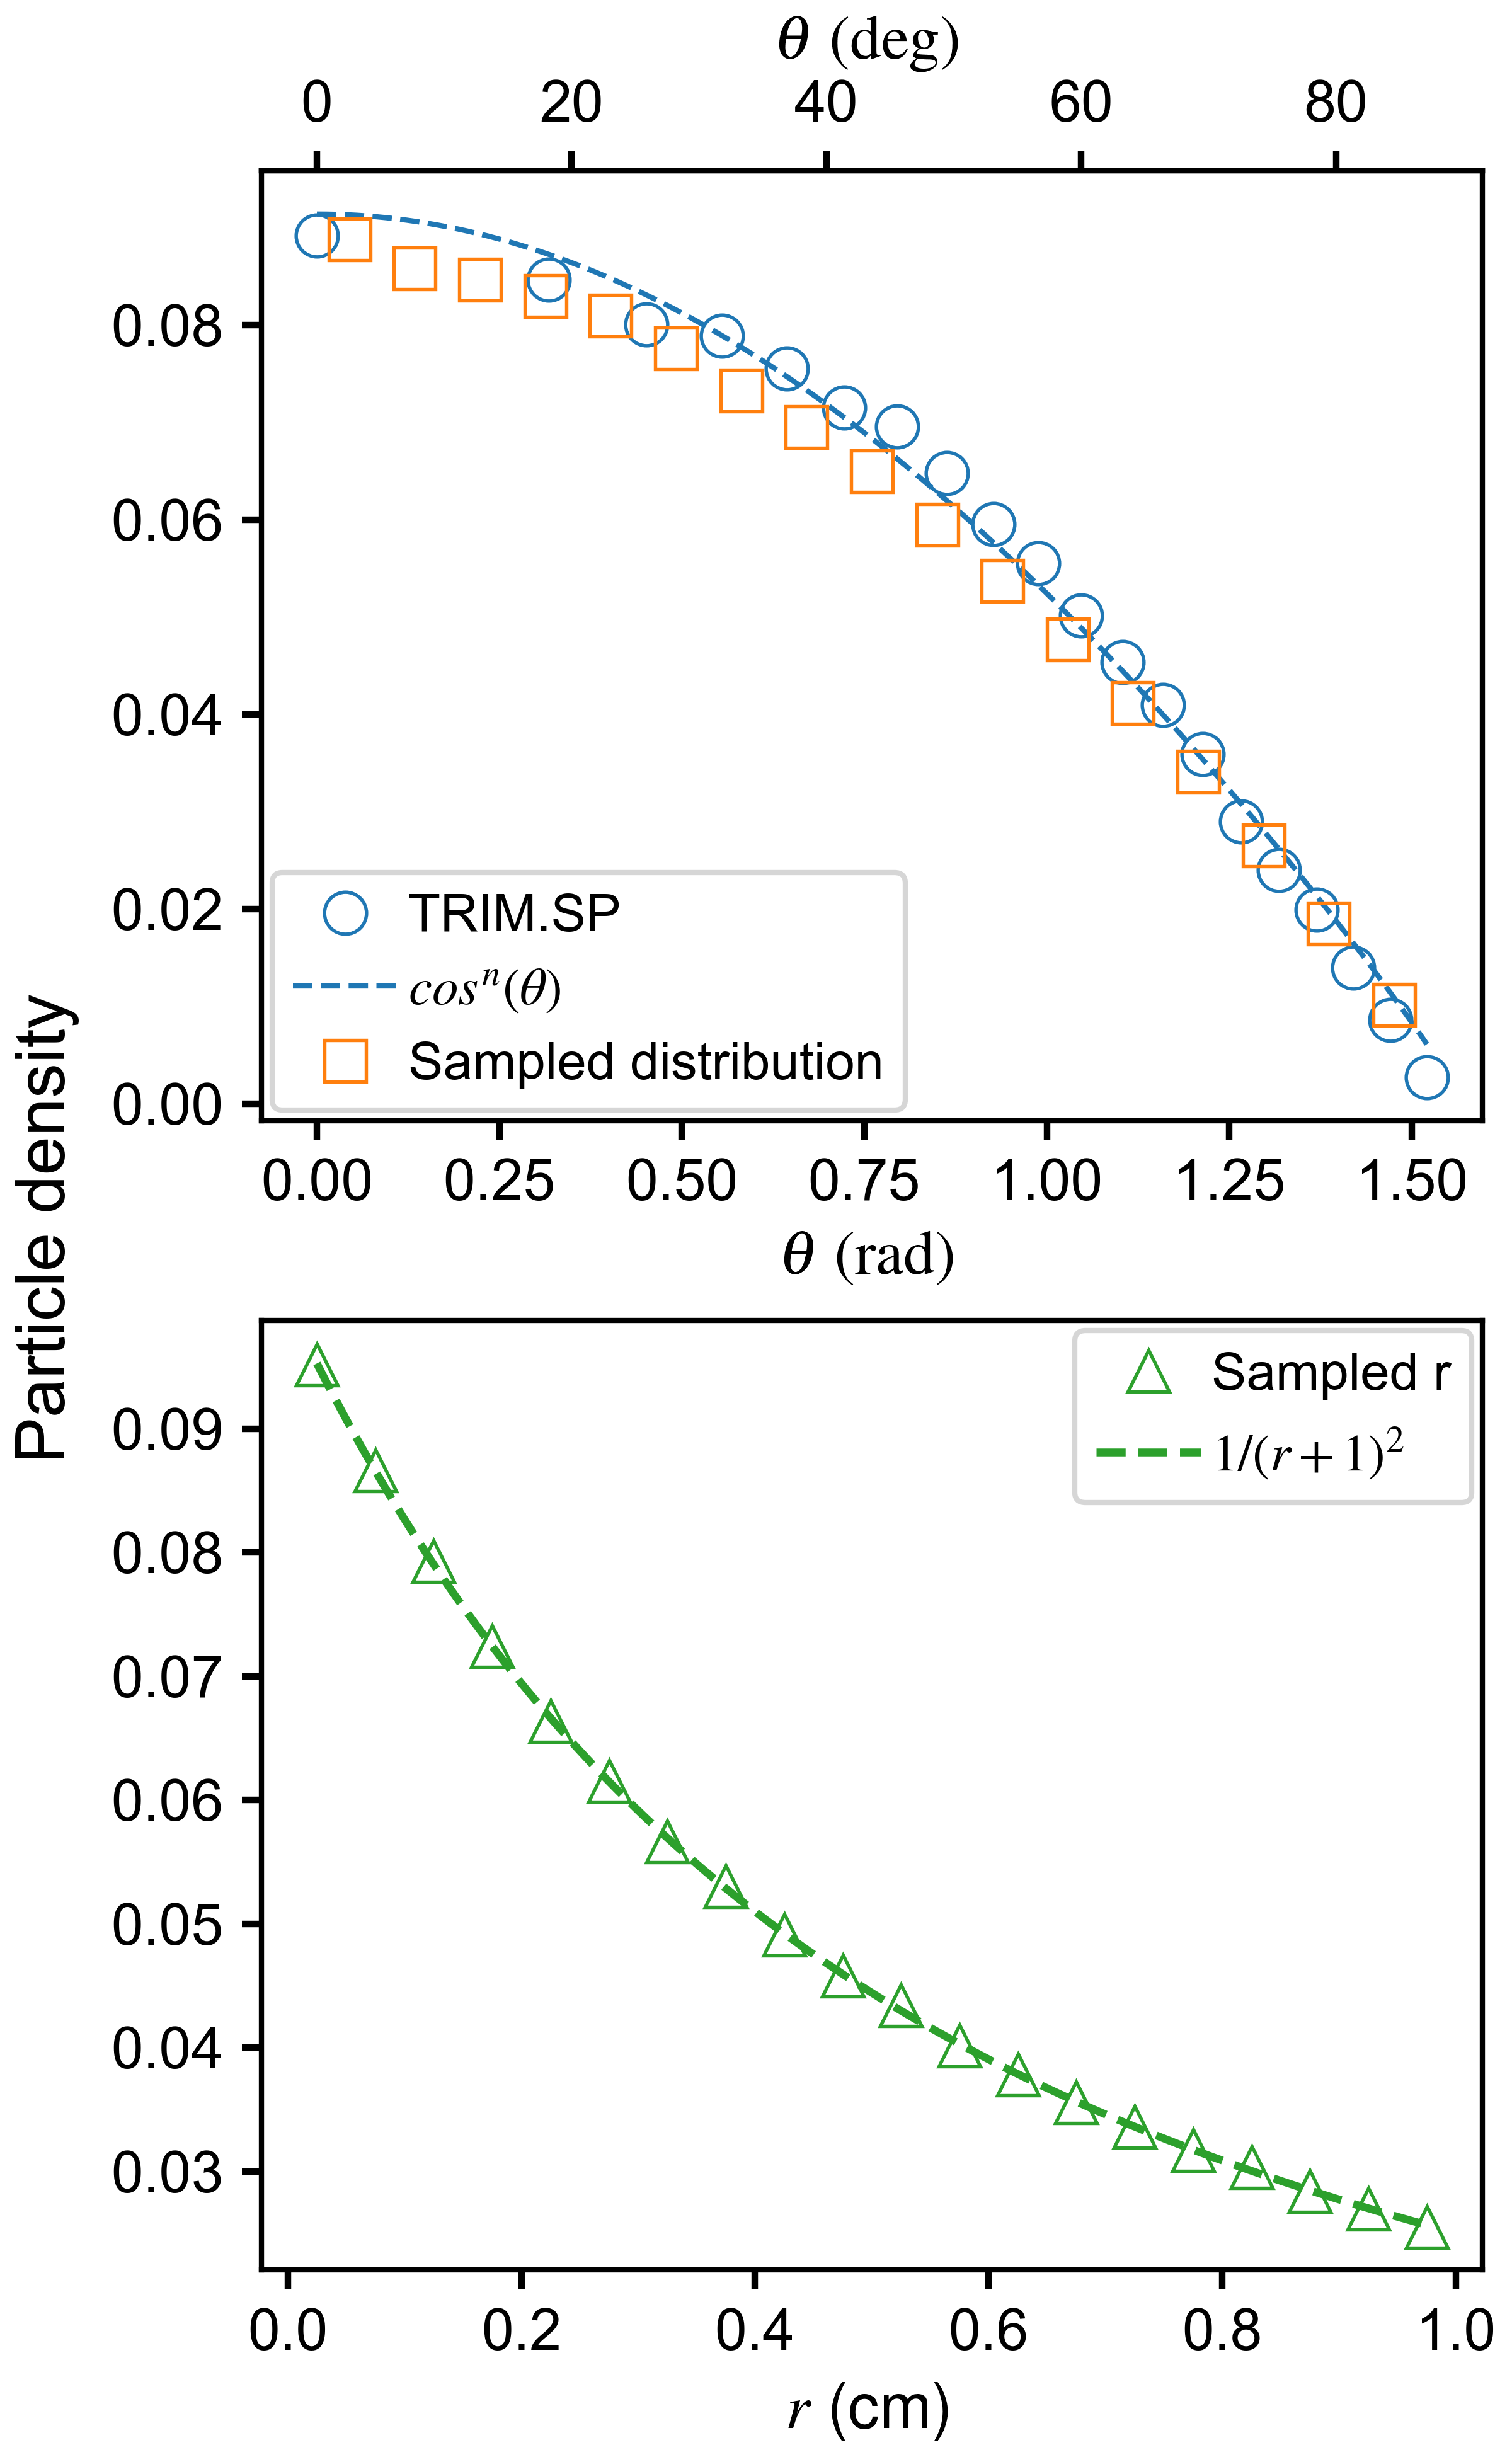 θ (deg)
0 20 40 60 80
0.08
0.06
0.04
0.02
0.00
TRIM.SP
cosⁿ(θ)
Sampled distribution
0.00 0.25 0.50 0.75 1.00 1.25 1.50
θ (rad)
Particle density
Sampled r
1/(r + 1)²
0.09
0.08
0.07
0.06
0.05
0.04
0.03
0.0 0.2 0.4 0.6 0.8 1.0
r (cm)